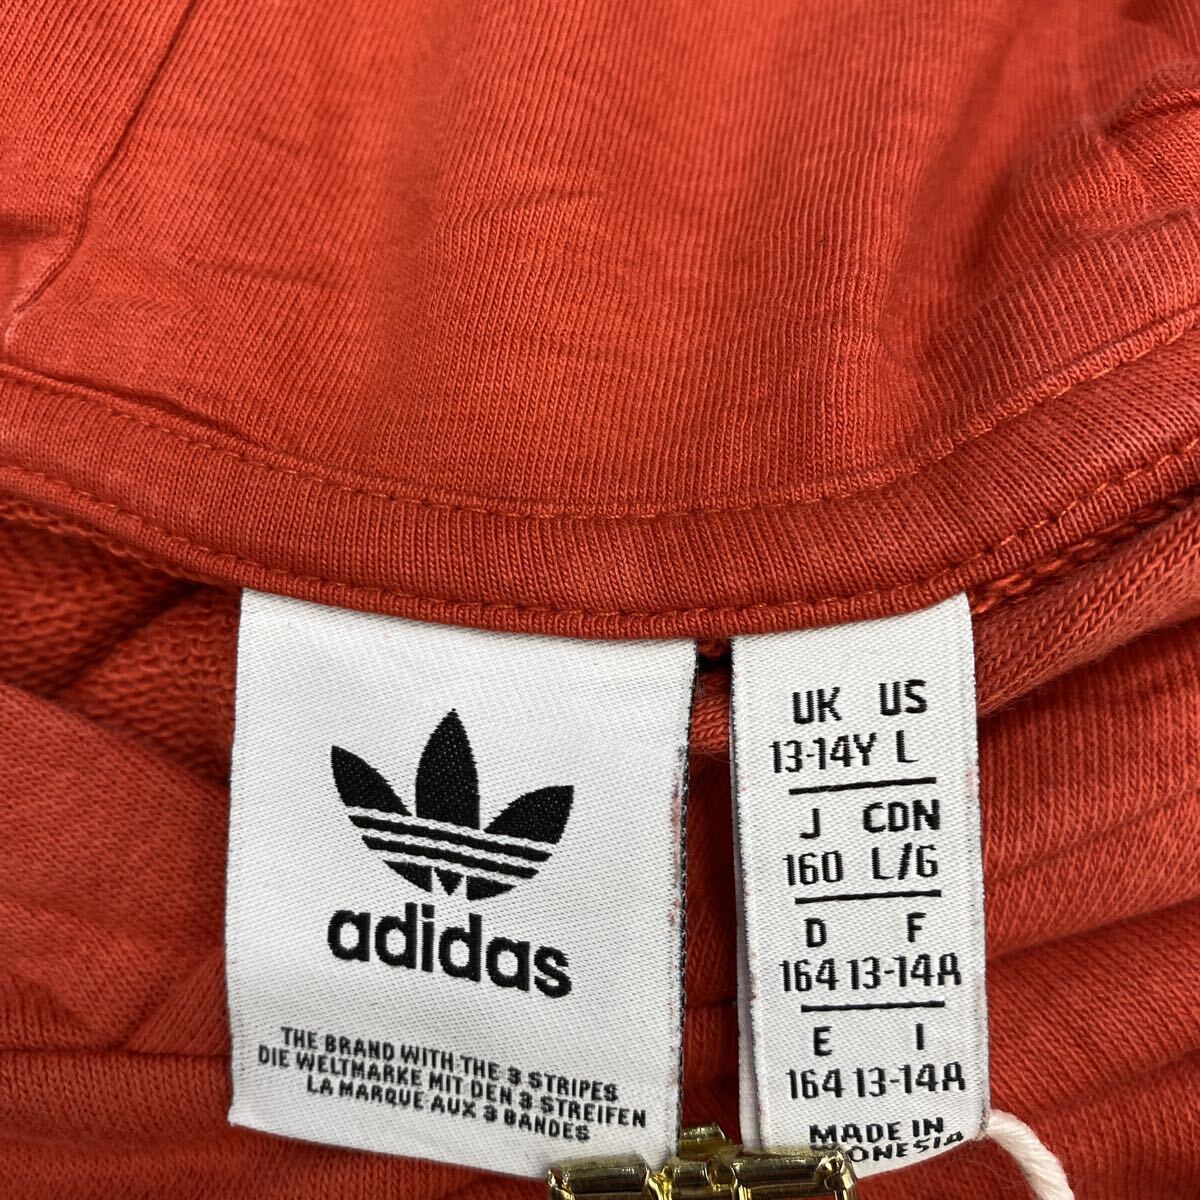 adidas
THE BRAND WITH THE 3 STRIPES
DIE WELTMARKE MIT DEN 3 STREIFEN
LA MARQUE AUX 3 BANDES
UK US
13-14Y L
J CDN
160 L/G
D F
164 13-14A
E I
164 13-14A
MADE IN